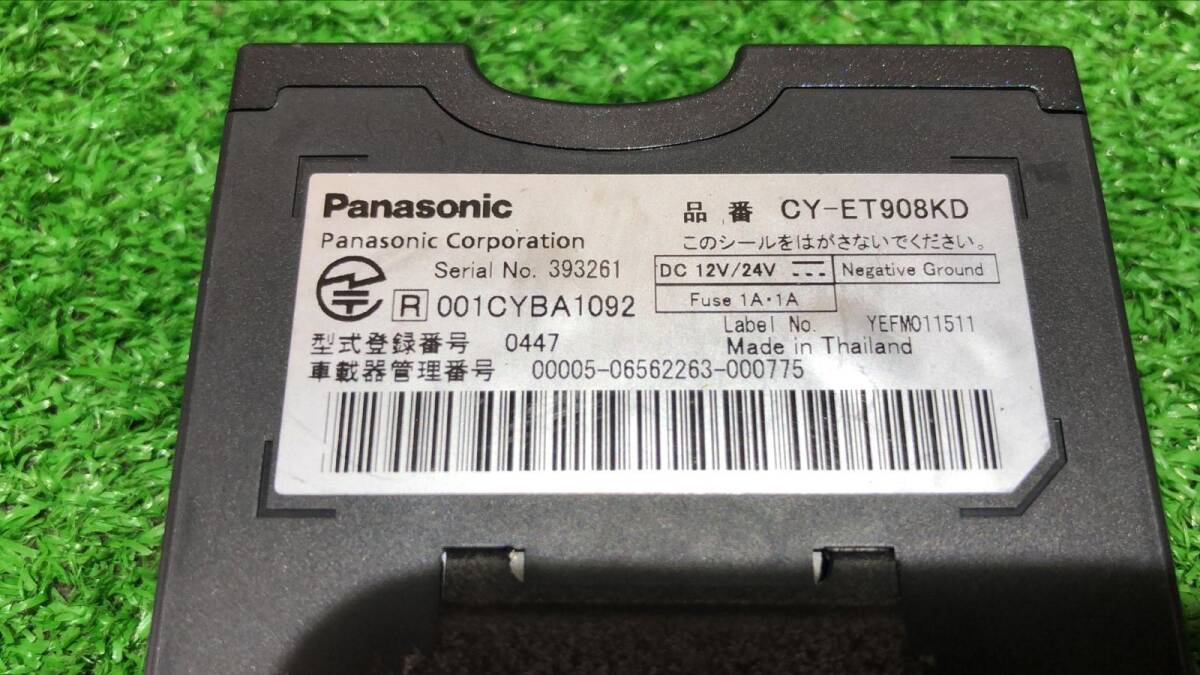 Panasonic
品番 CY-ET908KD
Panasonic Corporation
このシールをはがさないでください。
Serial No. 393261
DC 12V/24V Negative Ground
R 001CYBA1092
Fuse 1A・1A
Label No. YEFM011511
型式登録番号 0447
Made in Thailand
車載器管理番号 00005-06562263-000775